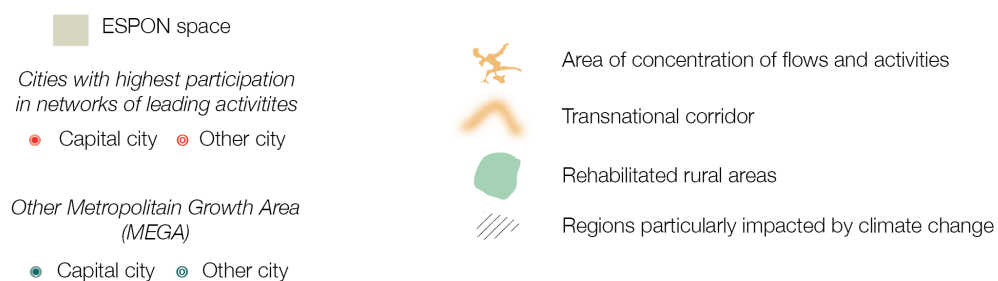 ESPON space
Cities with highest participation
in networks of leading activitites
Capital city
Other city
Other Metropolitain Growth Area
(MEGA)
Capital city
Other city
Area of concentration of flows and activities
Transnational corridor
Rehabilitated rural areas
Regions particularly impacted by climate change